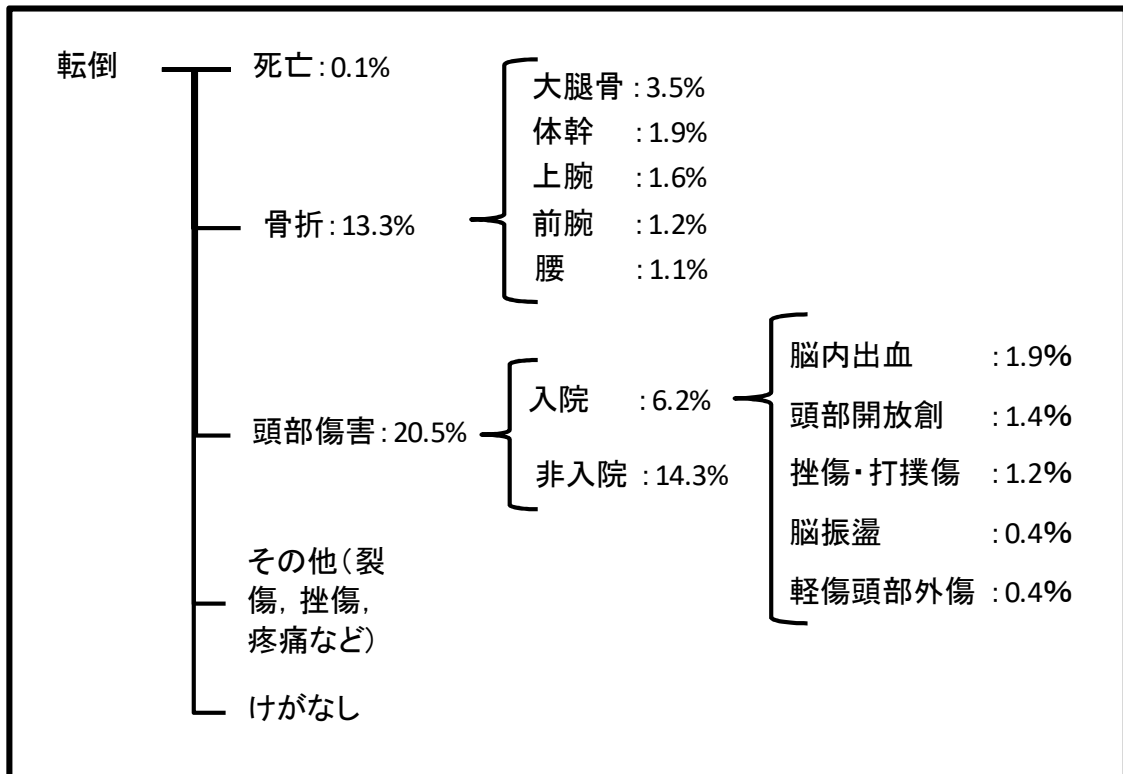 転倒
死亡：0.1%
骨折：13.3%
大腿骨：3.5%
体幹：1.9%
上腕：1.6%
前腕：1.2%
腰：1.1%
頭部傷害：20.5%
入院：6.2%
非入院：14.3%
脳内出血：1.9%
頭部開放創：1.4%
挫傷・打撲傷：1.2%
脳振盪：0.4%
軽傷頭部外傷：0.4%
その他（裂
傷，挫傷，
疼痛など）
けがなし